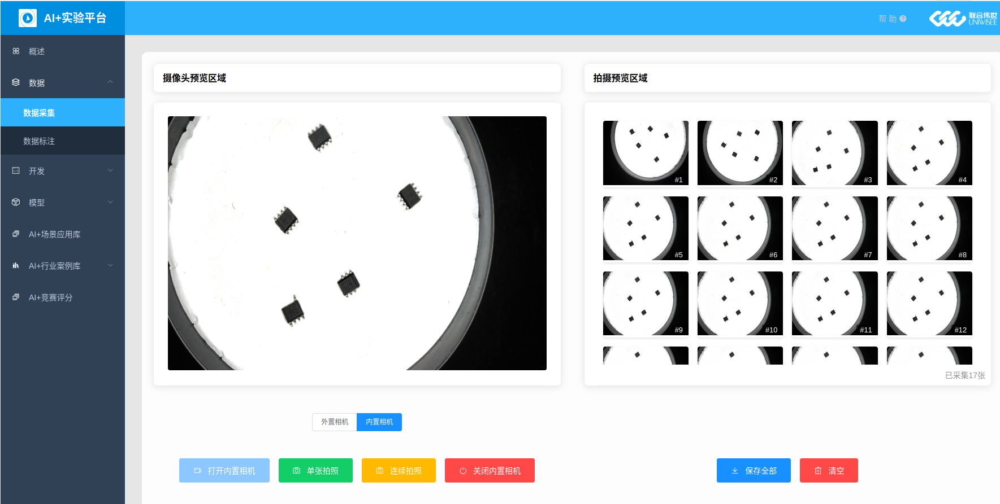 AI+实验平台
帮 助
联合伟世
UNIWISEE
概述
数据
数据采集
数据标注
开发
模型
AI+场景应用库
AI+行业案例库
AI+竞赛评分
摄像头预览区域
拍摄预览区域
#1
#2
#3
#4
#5
#6
#7
#8
#9
#10
#11
#12
已采集17张
外置相机
内置相机
打开内置相机
单张拍照
连续拍照
关闭内置相机
保存全部
清空